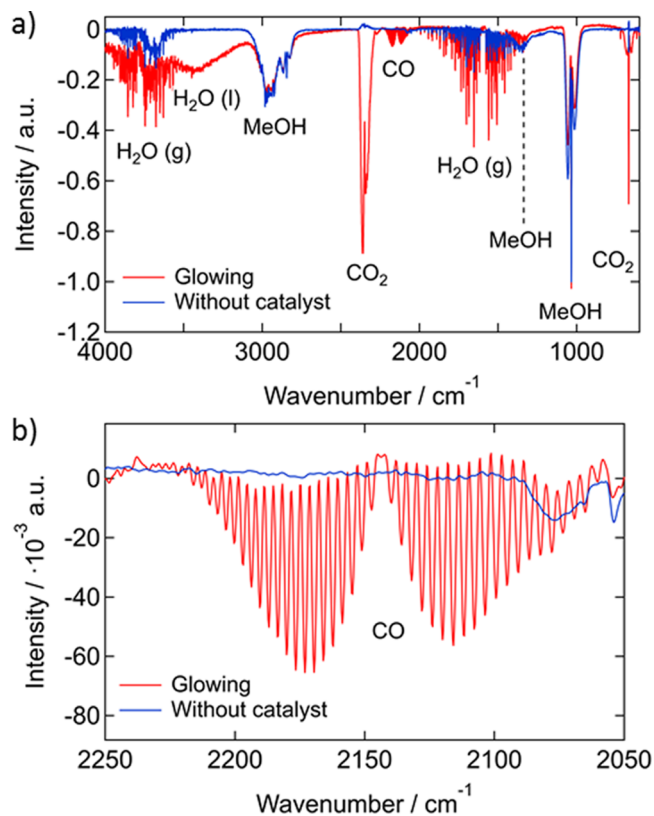 a)
0
-0.2
-0.4
-0.6
-0.8
-1.0
-1.2
Intensity / a.u.
H₂O (g)
H₂O (l)
MeOH
CO₂
CO
H₂O (g)
MeOH
MeOH
CO₂
Glowing
Without catalyst
4000 3000 2000 1000
Wavenumber / cm⁻¹
b)
0
-20
-40
-60
-80
Intensity / ·10⁻³ a.u.
CO
Glowing
Without catalyst
2250 2200 2150 2100 2050
Wavenumber / cm⁻¹